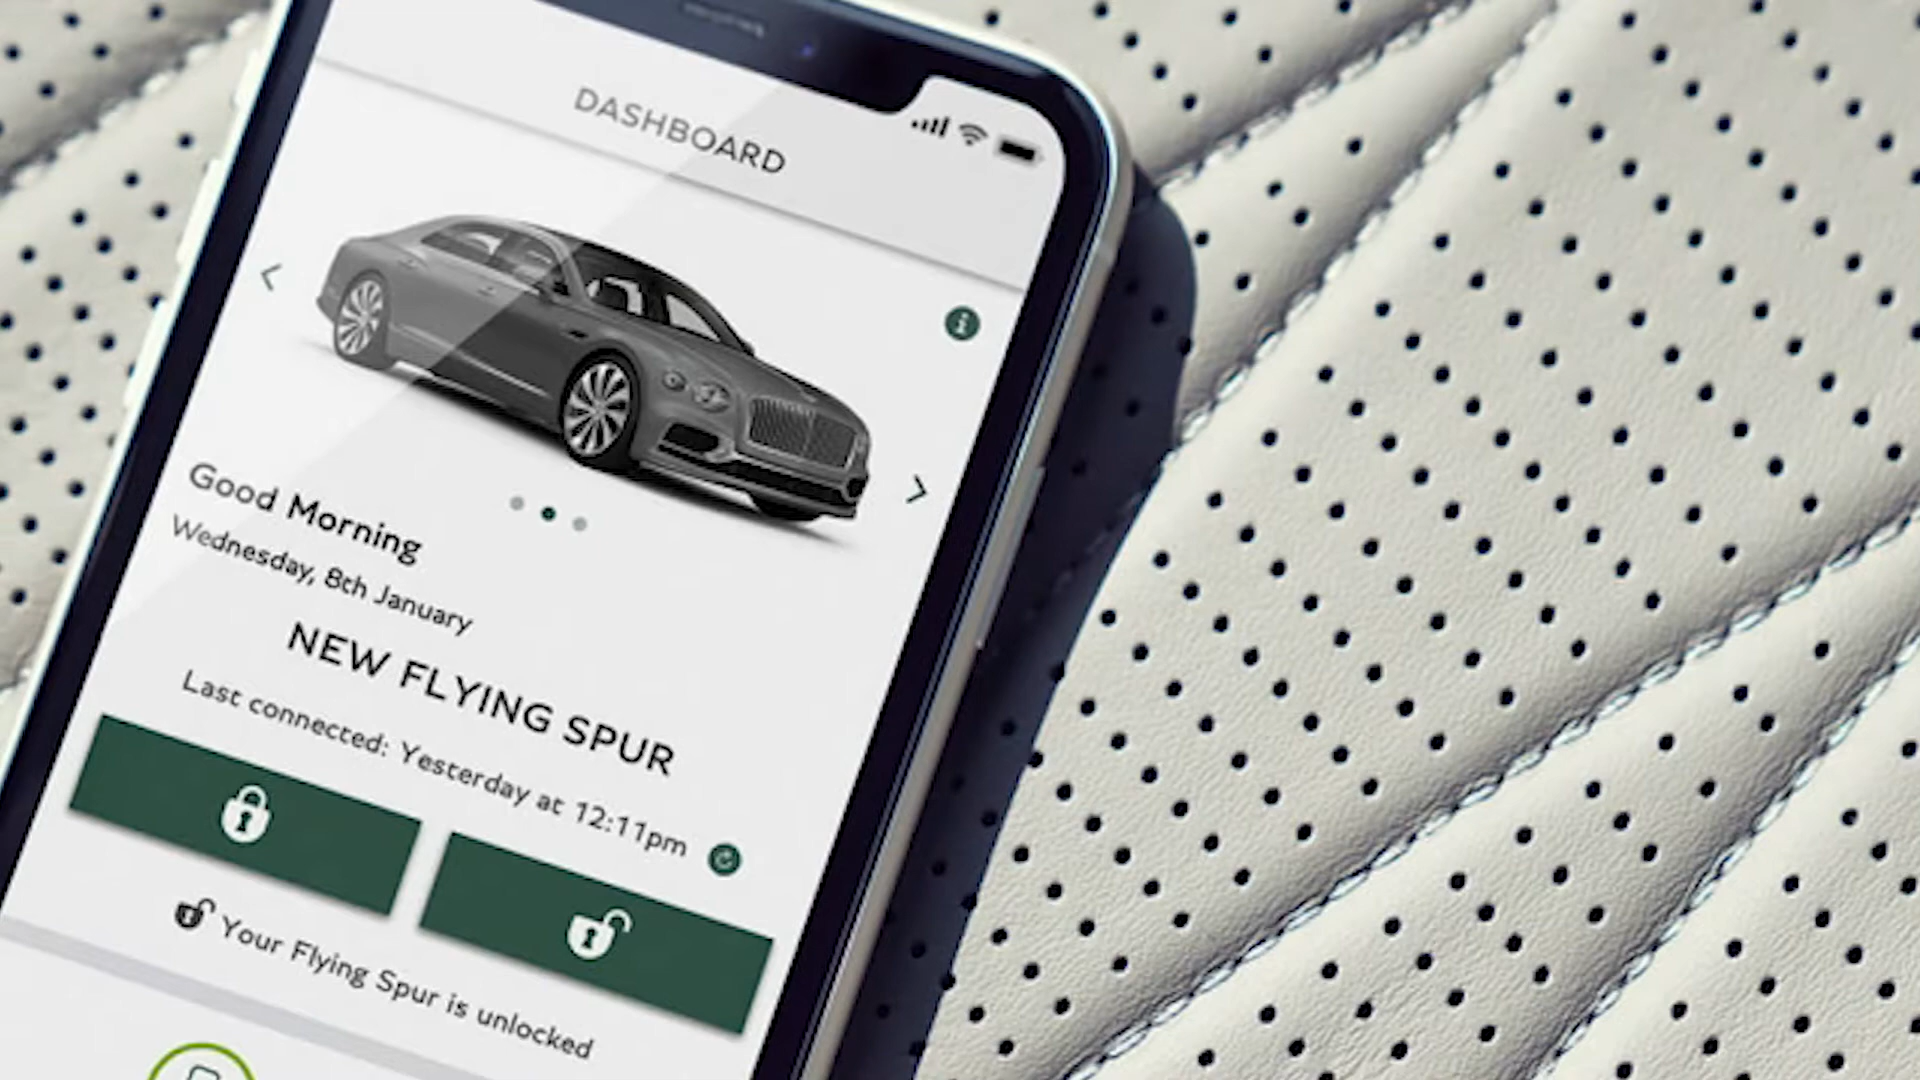 DASHBOARD
Good Morning
Wednesday, 8th January
NEW FLYING SPUR
Last connected: Yesterday at 12:11pm
Your Flying Spur is unlocked